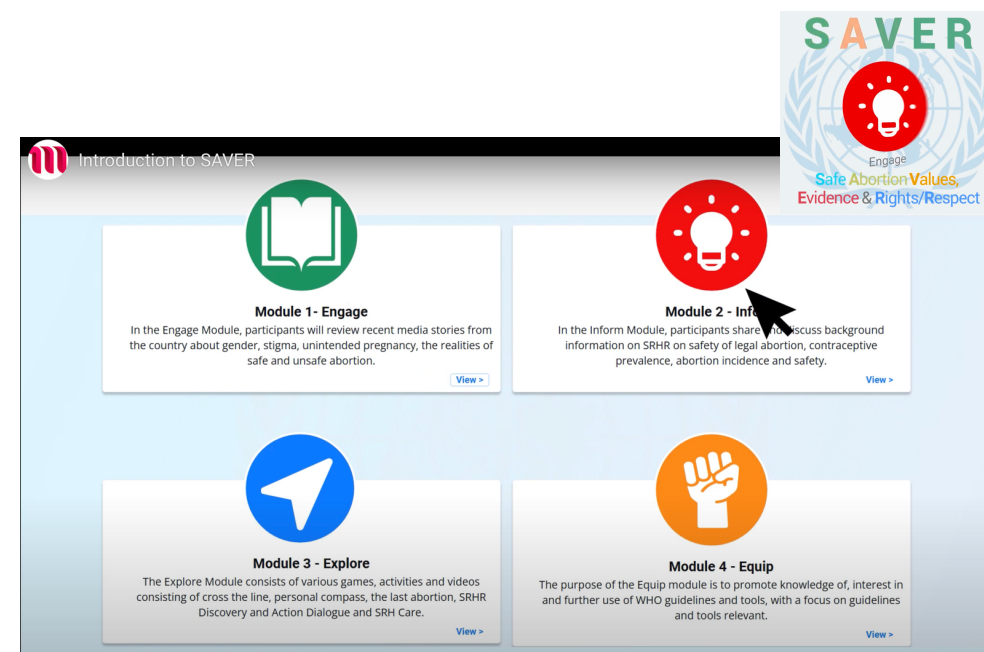 SAVER
Engage
Safe Abortion Values,
Evidence & Rights/Respect
Introduction to SAVER
Module 1- Engage
In the Engage Module, participants will review recent media stories from
the country about gender, stigma, unintended pregnancy, the realities of
safe and unsafe abortion.
View >
Module 2 - Inf
In the Inform Module, participants share and discuss background
information on SRHR on safety of legal abortion, contraceptive
prevalence, abortion incidence and safety.
View >
Module 3 - Explore
The Explore Module consists of various games, activities and videos
consisting of cross the line, personal compass, the last abortion, SRHR
Discovery and Action Dialogue and SRH Care.
View >
Module 4 - Equip
The purpose of the Equip module is to promote knowledge of, interest in
and further use of WHO guidelines and tools, with a focus on guidelines
and tools relevant.
View >